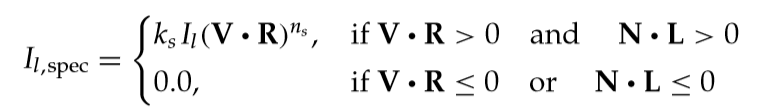 I_{l,spec} = { k_s I_l (V • R)^{n_s}, if V • R > 0 and N • L > 0
0.0, if V • R ≤ 0 or N • L ≤ 0